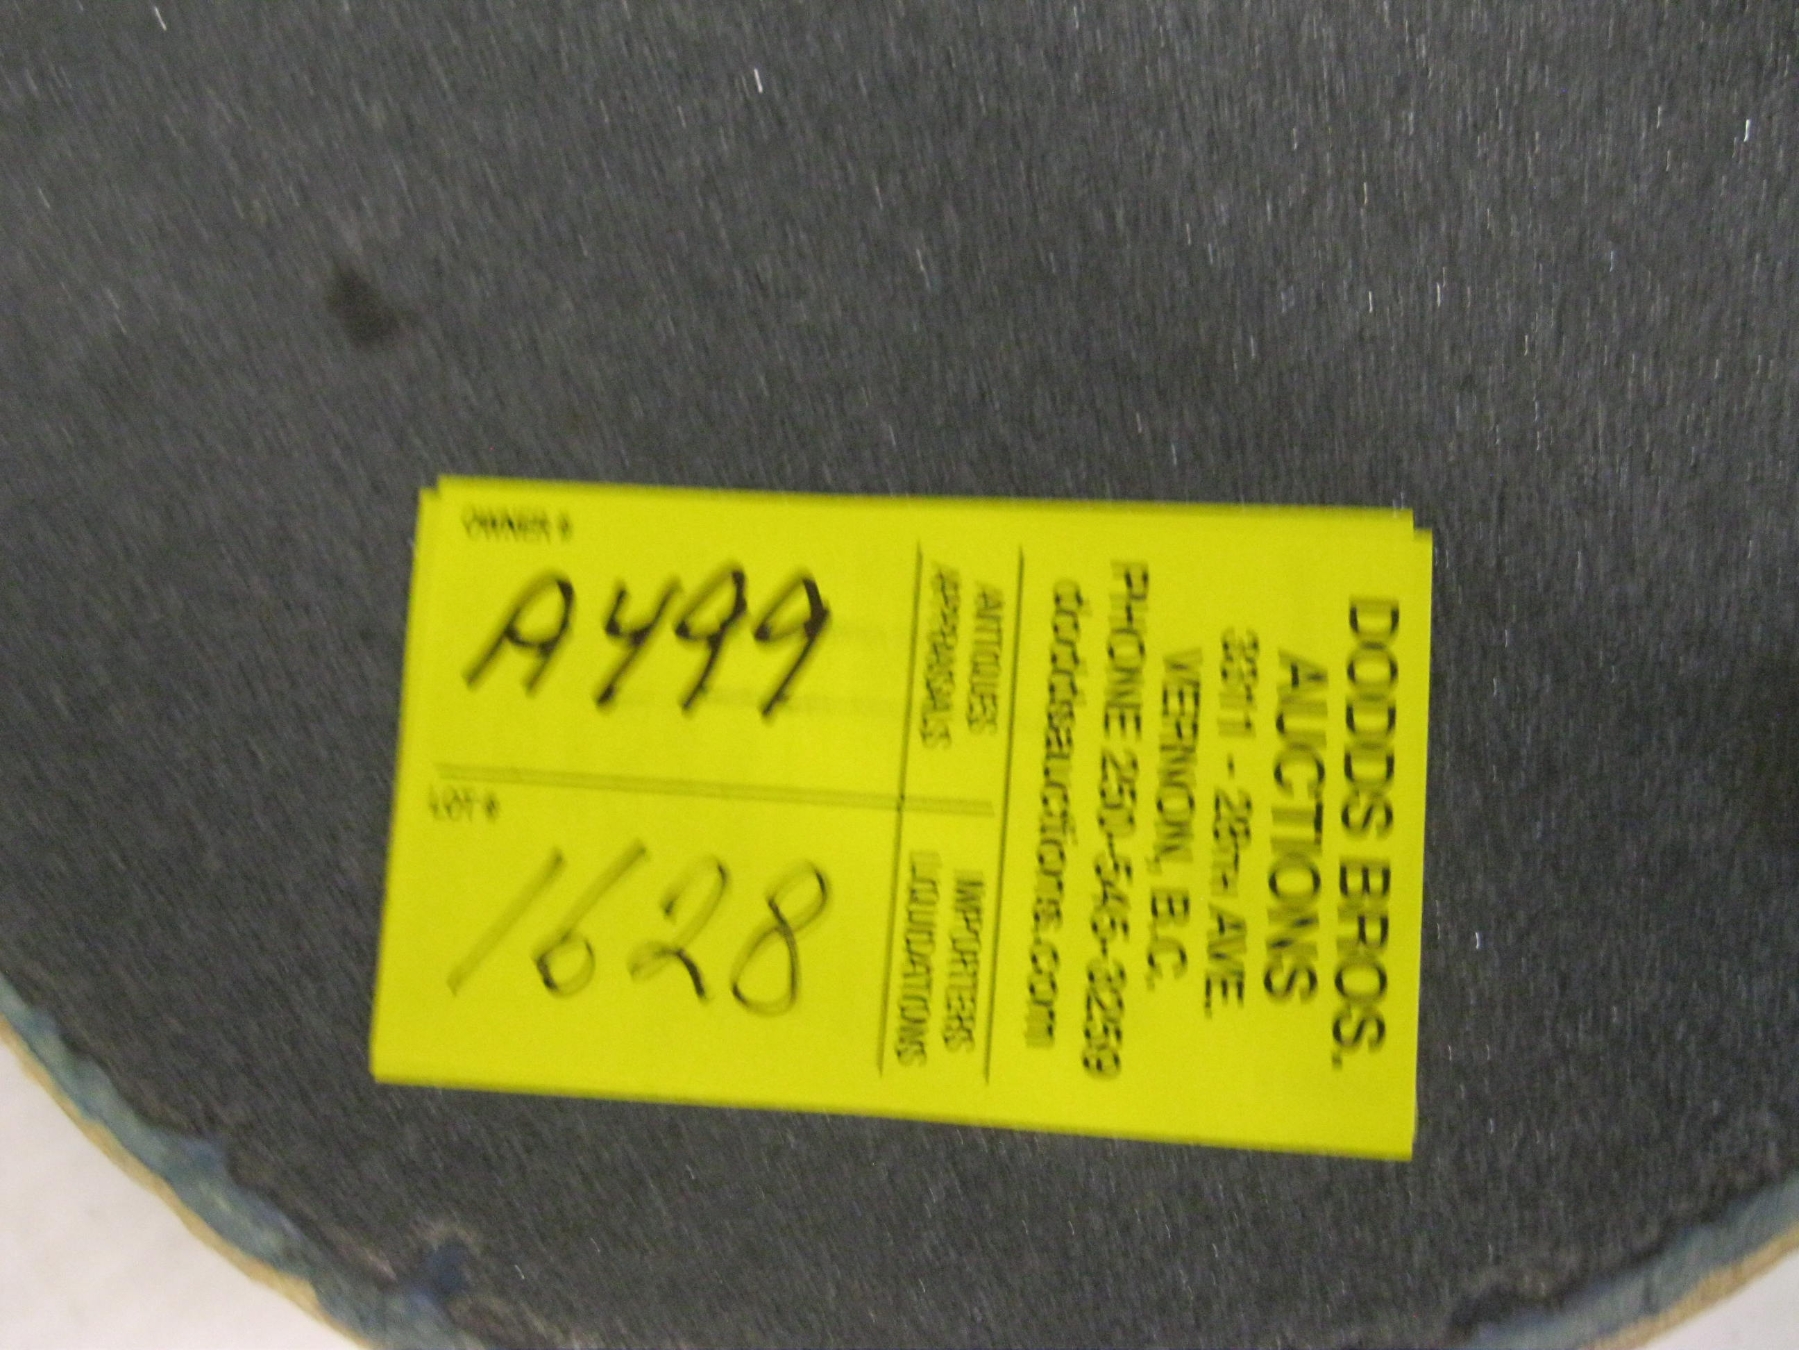 DODDS BROS.
AUCTIONS
3311 - 28TH AVE.
VERNON, B.C.
PHONE 250-545-3259
doddsauctions.com
ANTIQUES
APPRAISALS
IMPORTERS
LIQUIDATIONS
OWNER #
A499
LOT #
1628